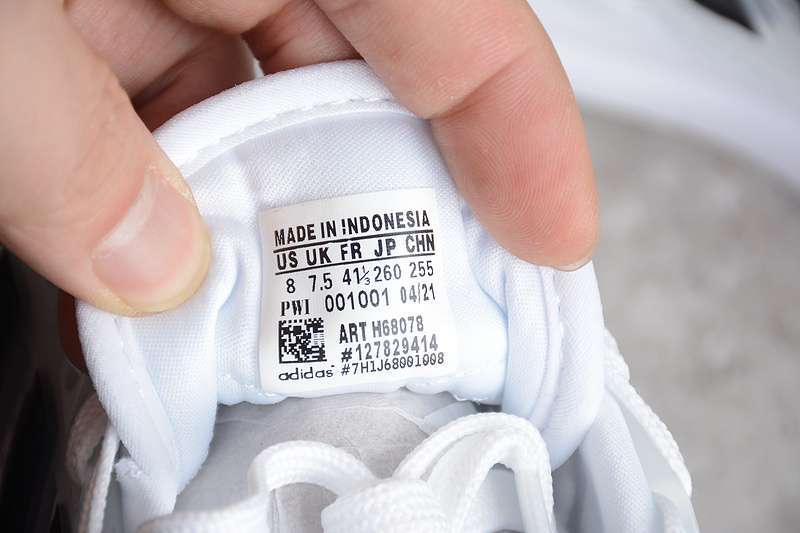 MADE IN INDONESIA
US UK FR JP CHN
8 7.5 41⅓ 260 255
PWI 001001 04/21
ART H68078
#127829414
adidas #7H1J68001008